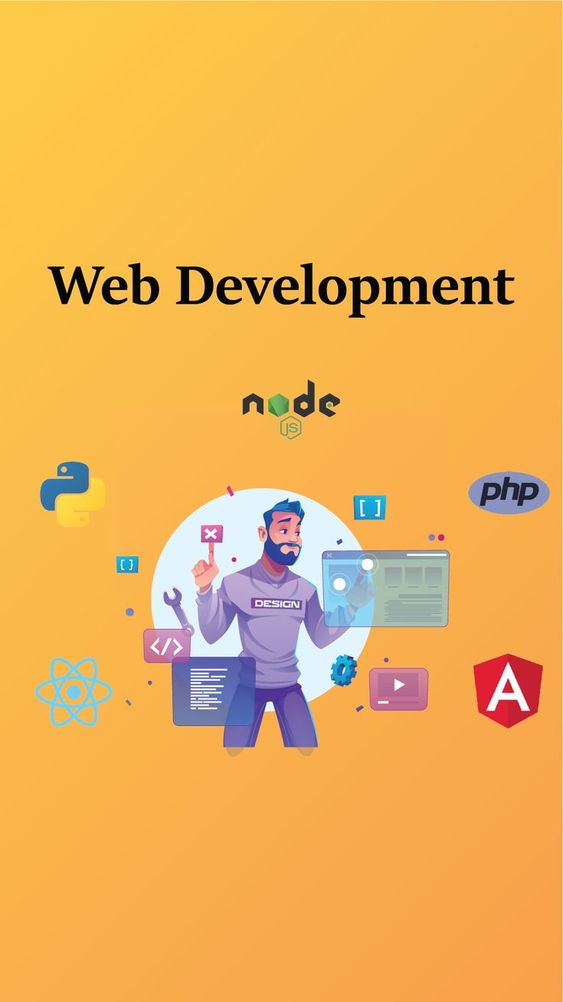 Web Development
node
JS
php
[ ]
{ }
DESIGN
</>
A